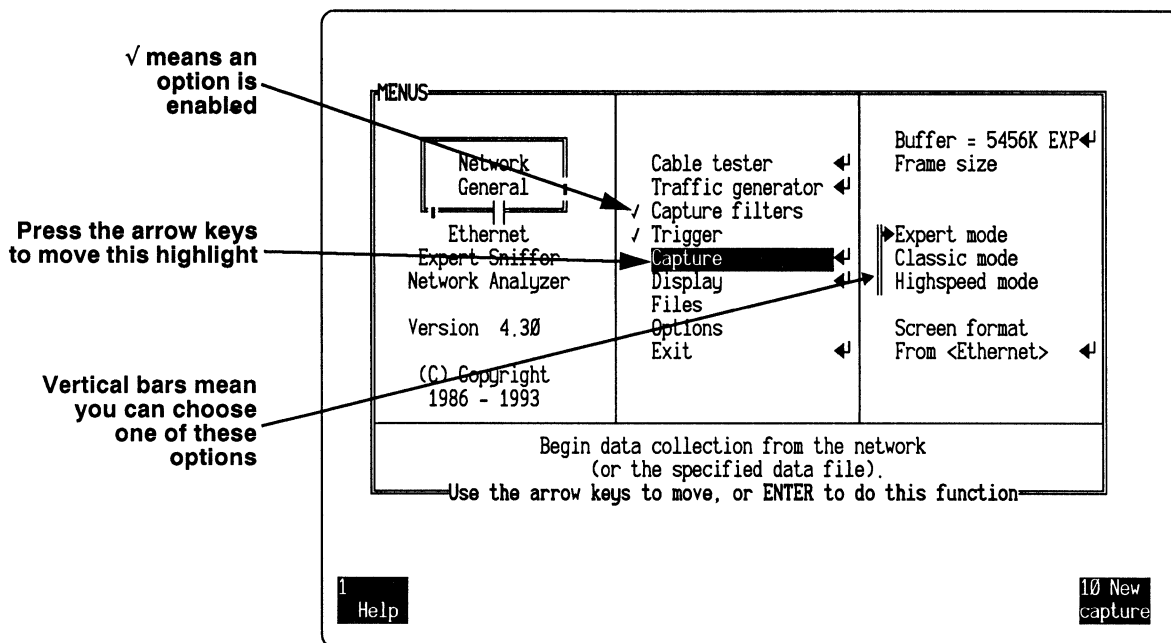 √ means an
option is
enabled
Press the arrow keys
to move this highlight
Vertical bars mean
you can choose
one of these
options
MENUS
Network
General
Ethernet
Expert Sniffer
Network Analyzer
Version 4.30
(C) Copyright
1986 - 1993
Cable tester
Traffic generator
√ Capture filters
√ Trigger
Capture
Display
Files
Options
Exit
Buffer = 5456K EXP
Frame size
Expert mode
Classic mode
Highspeed mode
Screen format
From <Ethernet>
Begin data collection from the network
(or the specified data file).
Use the arrow keys to move, or ENTER to do this function
1
Help
10 New
capture